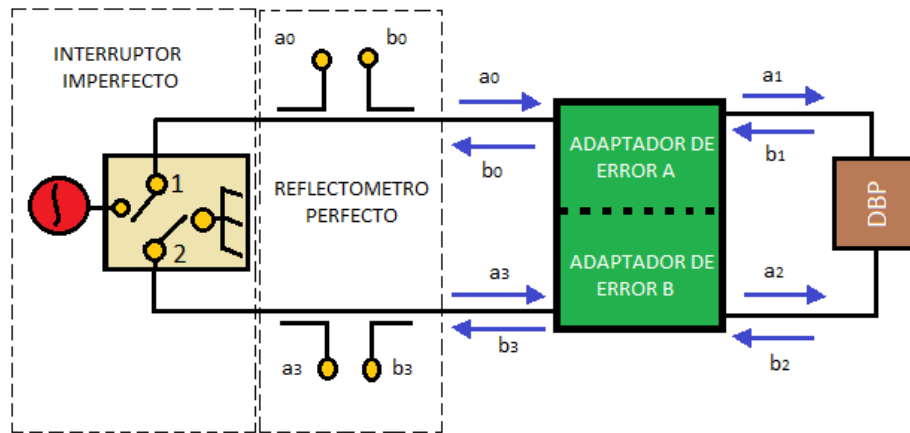 INTERRUPTOR
IMPERFECTO
a0
b0
a0
b0
a1
b1
1
2
REFLECTOMETRO
PERFECTO
ADAPTADOR DE
ERROR A
ADAPTADOR DE
ERROR B
DBP
a3
b3
a3
b3
a2
b2